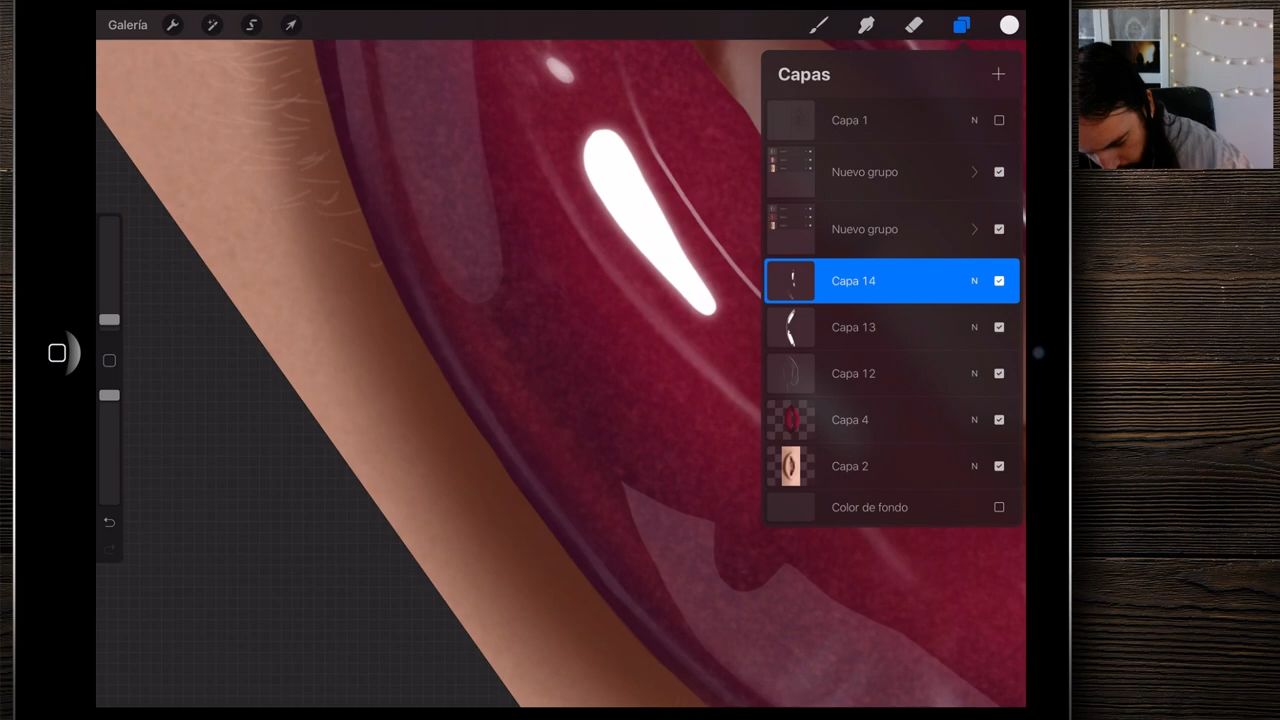 Galería
Capas
Capa 1 N
Nuevo grupo
Nuevo grupo
Capa 14 N
Capa 13 N
Capa 12 N
Capa 4 N
Capa 2 N
Color de fondo